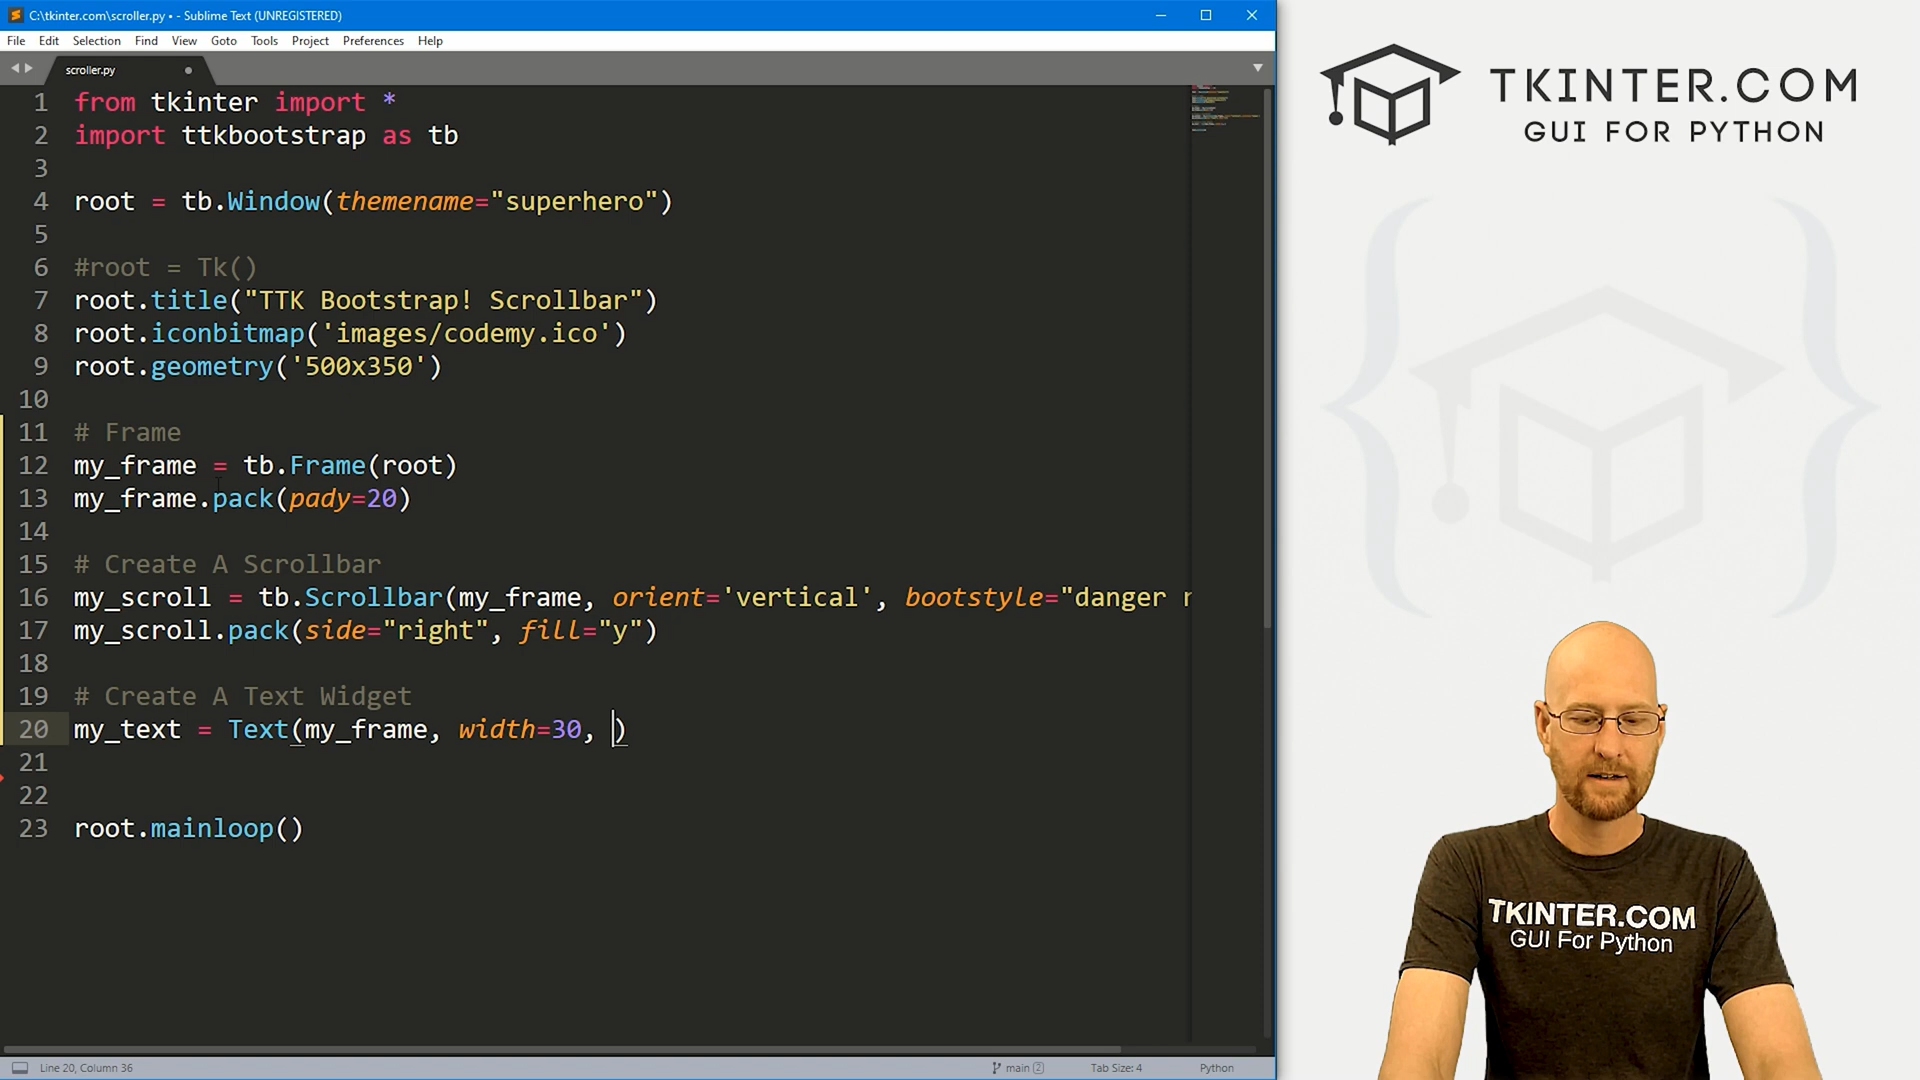 C:\tkinter.com\scroller.py • - Sublime Text (UNREGISTERED)
File Edit Selection Find View Goto Tools Project Preferences Help
scroller.py
1 from tkinter import *
2 import ttkbootstrap as tb
3
4 root = tb.Window(themename="superhero")
5
6 #root = Tk()
7 root.title("TTK Bootstrap! Scrollbar")
8 root.iconbitmap('images/codemy.ico')
9 root.geometry('500x350')
10
11 # Frame
12 my_frame = tb.Frame(root)
13 my_frame.pack(pady=20)
14
15 # Create A Scrollbar
16 my_scroll = tb.Scrollbar(my_frame, orient='vertical', bootstyle="danger r
17 my_scroll.pack(side="right", fill="y")
18
19 # Create A Text Widget
20 my_text = Text(my_frame, width=30, )
21
22
23 root.mainloop()
Line 20, Column 36
main 2
Tab Size: 4
Python
TKINTER.COM
GUI FOR PYTHON
TKINTER.COM
GUI For Python